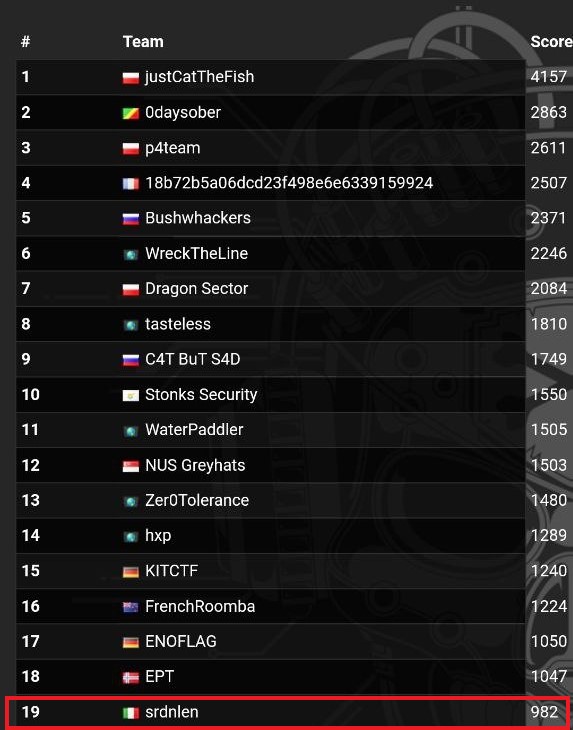 # Team Score
1 justCatTheFish 4157
2 0daysober 2863
3 p4team 2611
4 18b72b5a06dcd23f498e6e6339159924 2507
5 Bushwhackers 2371
6 WreckTheLine 2246
7 Dragon Sector 2084
8 tasteless 1810
9 C4T BuT S4D 1749
10 Stonks Security 1550
11 WaterPaddler 1505
12 NUS Greyhats 1503
13 Zer0Tolerance 1480
14 hxp 1289
15 KITCTF 1240
16 FrenchRoomba 1224
17 ENOFLAG 1050
18 EPT 1047
19 srdnlen 982